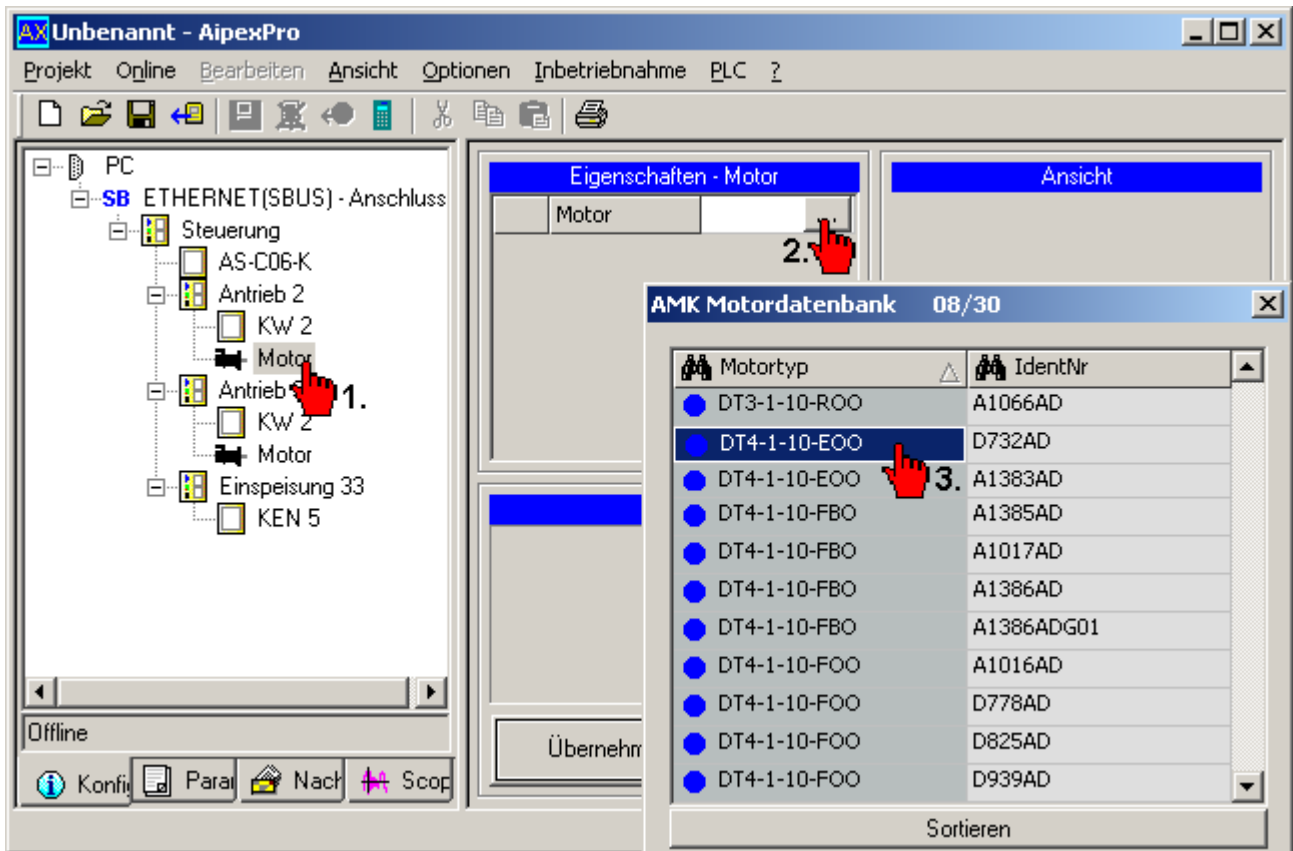 AX Unbenannt - AipexPro
Projekt Online Bearbeiten Ansicht Optionen Inbetriebnahme PLC ?
PC
SB ETHERNET(SBUS) - Anschluss
Steuerung
AS-C06-K
Antrieb 2
KW 2
Motor
1.
Antrieb
KW 2
Motor
Einspeisung 33
KEN 5
Offline
Konfi Para Nach Scop
Eigenschaften - Motor
Motor ...
2.
Ansicht
Übernehm
AMK Motordatenbank 08/30
Motortyp IdentNr
DT3-1-10-ROO A1066AD
DT4-1-10-EOO D732AD
3.
DT4-1-10-EOO A1383AD
DT4-1-10-FBO A1385AD
DT4-1-10-FBO A1017AD
DT4-1-10-FBO A1386AD
DT4-1-10-FBO A1386ADG01
DT4-1-10-FOO A1016AD
DT4-1-10-FOO D778AD
DT4-1-10-FOO D825AD
DT4-1-10-FOO D939AD
Sortieren